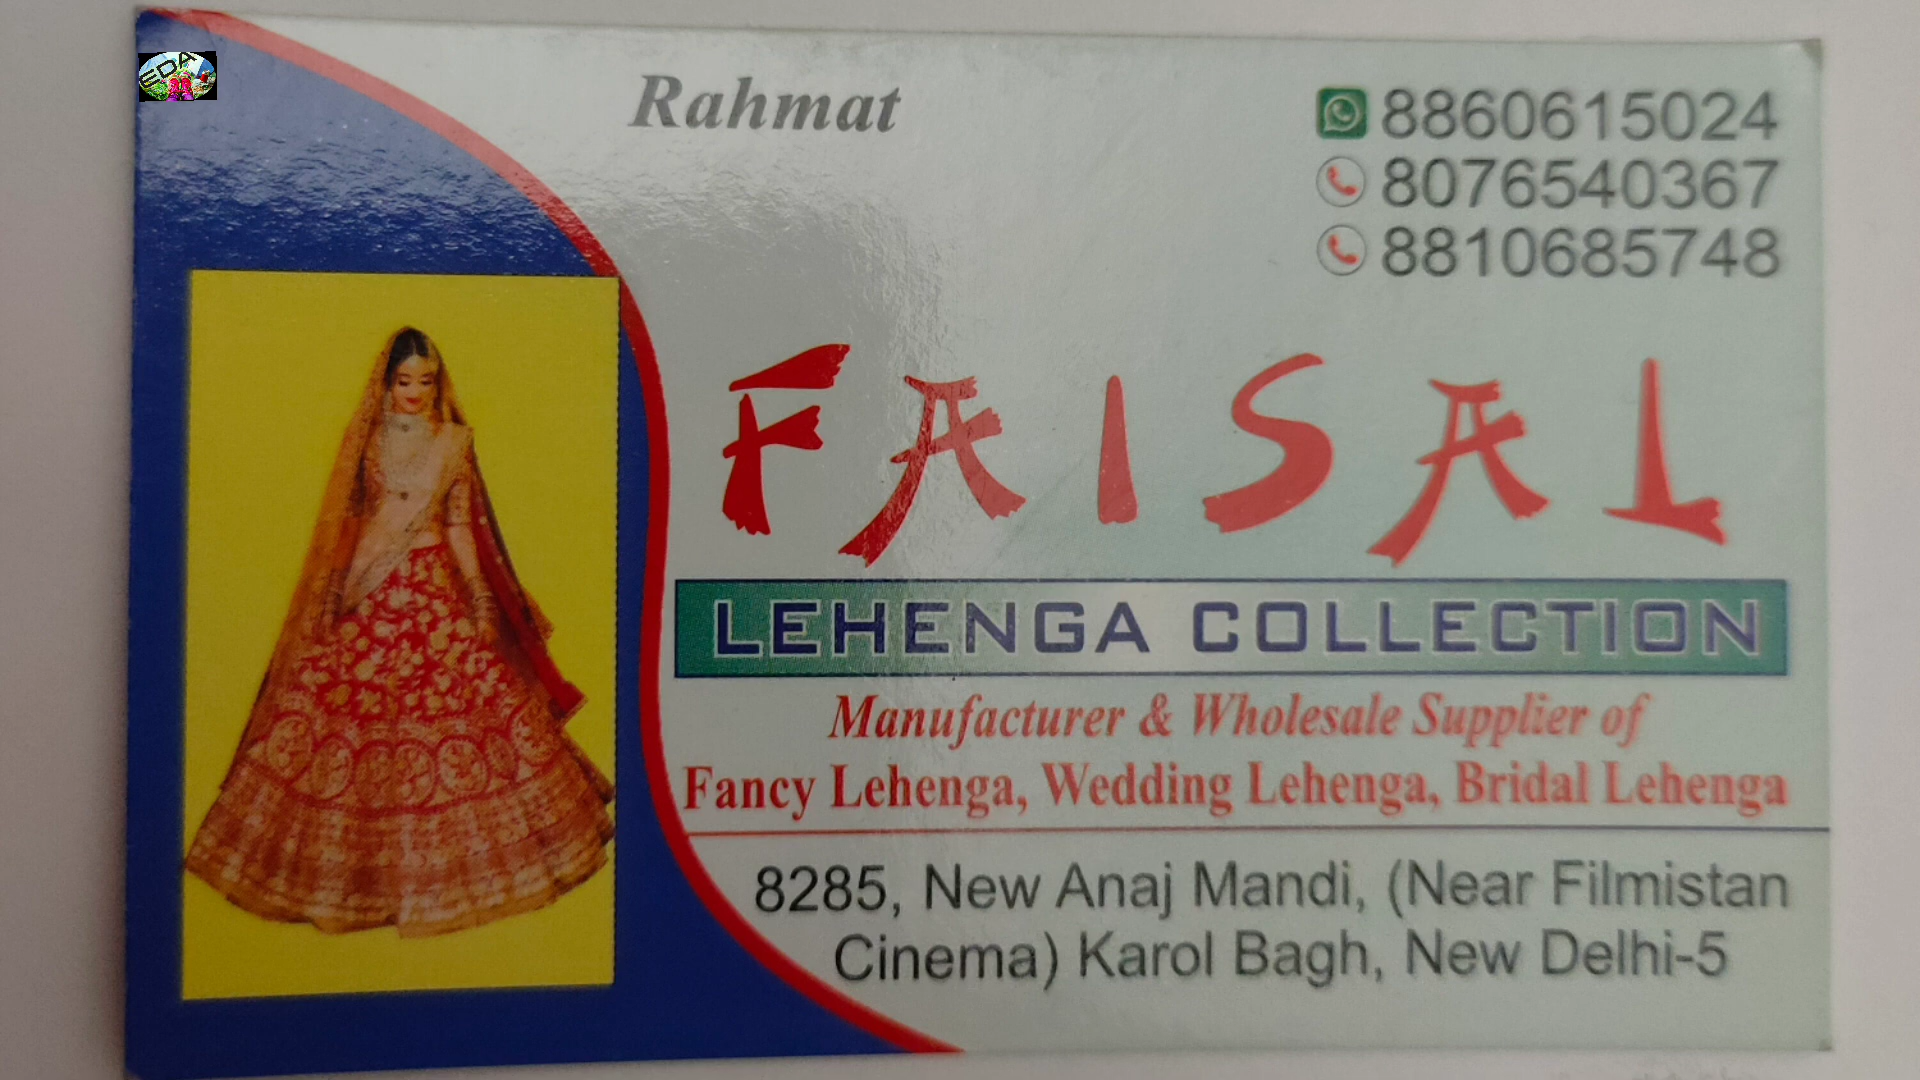 EDA
Rahmat
8860615024
8076540367
8810685748
FAISAL
LEHENGA COLLECTION
Manufacturer & Wholesale Supplier of
Fancy Lehenga, Wedding Lehenga, Bridal Lehenga
8285, New Anaj Mandi, (Near Filmistan
Cinema) Karol Bagh, New Delhi-5